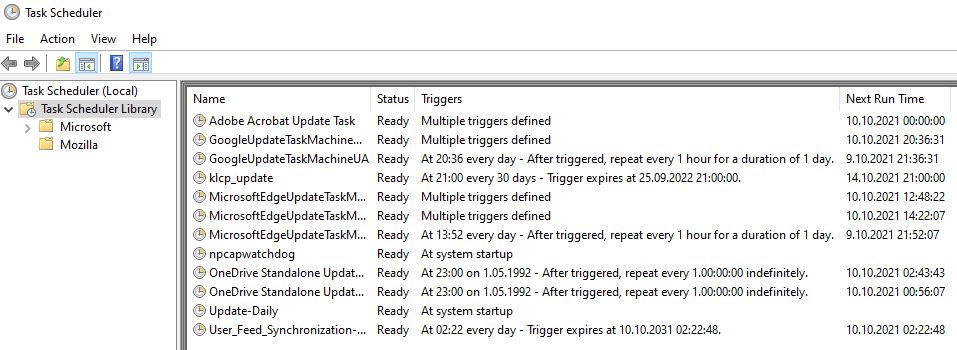 Task Scheduler
File Action View Help
Task Scheduler (Local)
Task Scheduler Library
Microsoft
Mozilla
Name Status Triggers Next Run Time
Adobe Acrobat Update Task Ready Multiple triggers defined 10.10.2021 00:00:00
GoogleUpdateTaskMachine... Ready Multiple triggers defined 10.10.2021 20:36:31
GoogleUpdateTaskMachineUA Ready At 20:36 every day - After triggered, repeat every 1 hour for a duration of 1 day. 9.10.2021 21:36:31
klcp_update Ready At 21:00 every 30 days - Trigger expires at 25.09.2022 21:00:00. 14.10.2021 21:00:00
MicrosoftEdgeUpdateTaskM... Ready Multiple triggers defined 10.10.2021 12:48:22
MicrosoftEdgeUpdateTaskM... Ready Multiple triggers defined 10.10.2021 14:22:07
MicrosoftEdgeUpdateTaskM... Ready At 13:52 every day - After triggered, repeat every 1 hour for a duration of 1 day. 9.10.2021 21:52:07
npcapwatchdog Ready At system startup
OneDrive Standalone Updat... Ready At 23:00 on 1.05.1992 - After triggered, repeat every 1.00:00:00 indefinitely. 10.10.2021 02:43:43
OneDrive Standalone Updat... Ready At 23:00 on 1.05.1992 - After triggered, repeat every 1.00:00:00 indefinitely. 10.10.2021 00:56:07
Update-Daily Ready At system startup
User_Feed_Synchronization-... Ready At 02:22 every day - Trigger expires at 10.10.2031 02:22:48. 10.10.2021 02:22:48